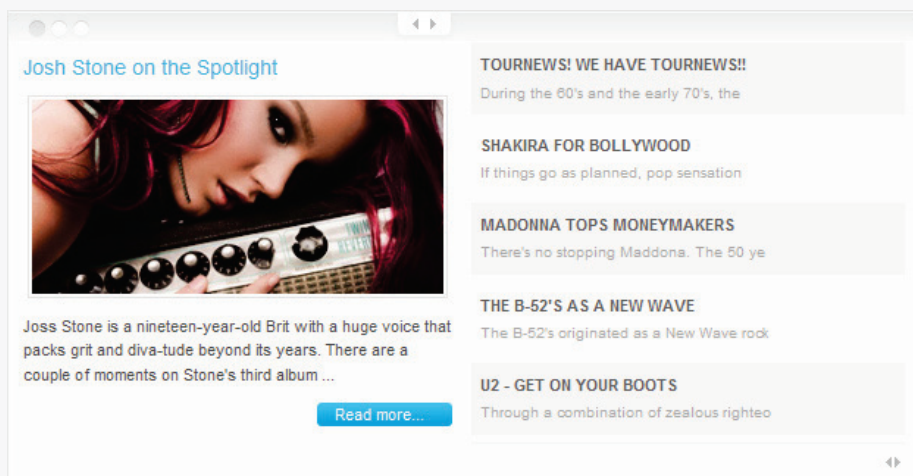 Josh Stone on the Spotlight
TWIN
REVERB
Joss Stone is a nineteen-year-old Brit with a huge voice that
packs grit and diva-tude beyond its years. There are a
couple of moments on Stone's third album ...
Read more...
TOURNEWS! WE HAVE TOURNEWS!!
During the 60's and the early 70's, the
SHAKIRA FOR BOLLYWOOD
If things go as planned, pop sensation
MADONNA TOPS MONEYMAKERS
There's no stopping Maddona. The 50 ye
THE B-52'S AS A NEW WAVE
The B-52's originated as a New Wave rock
U2 - GET ON YOUR BOOTS
Through a combination of zealous righteo